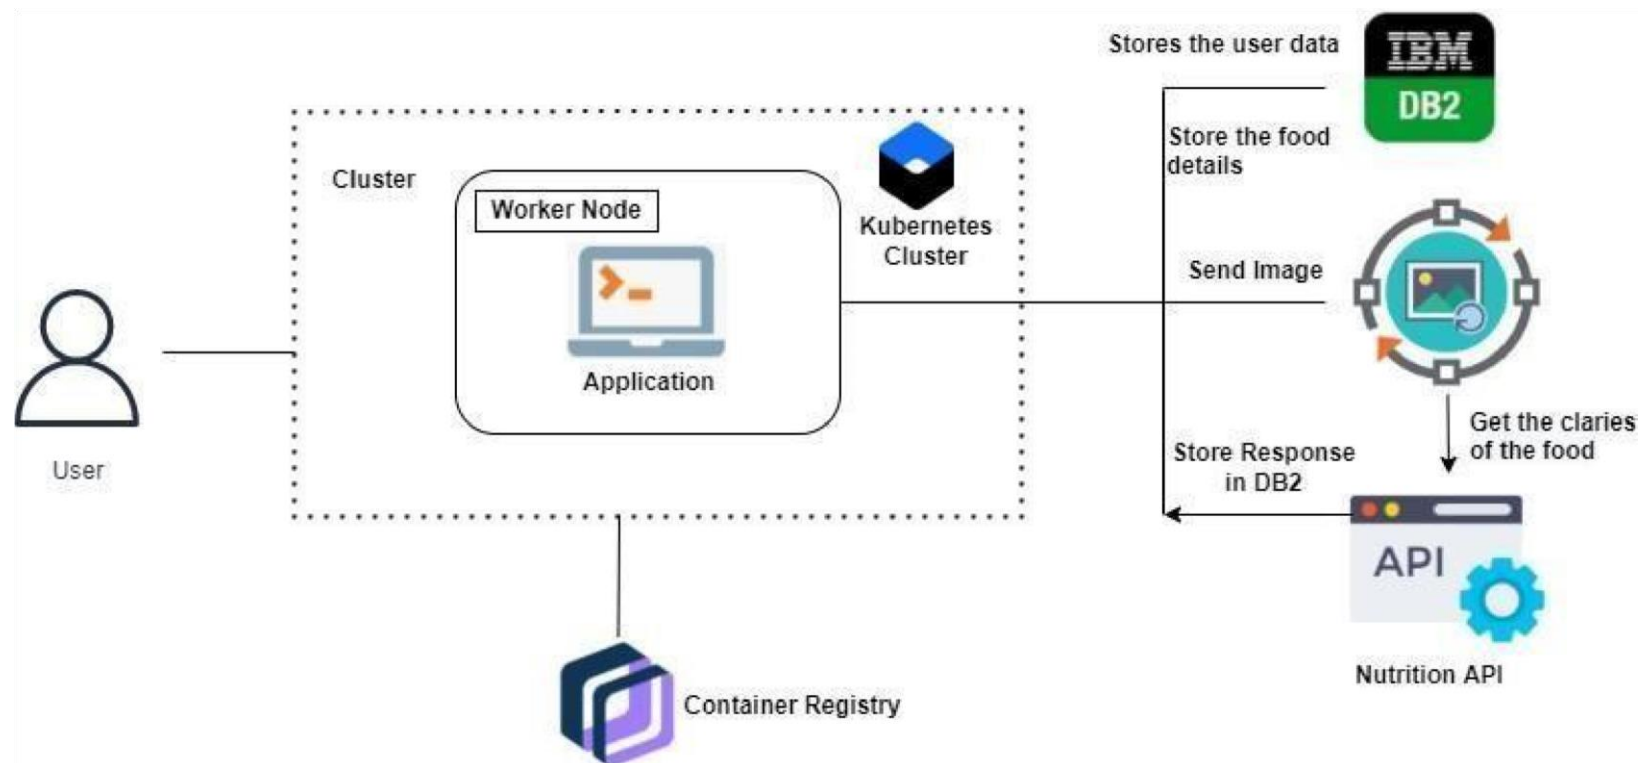 Stores the user data
IBM
DB2
Store the food
details
Cluster
Worker Node
Kubernetes
Cluster
Send Image
Application
Get the claries
of the food
User
Store Response
in DB2
API
Nutrition API
Container Registry